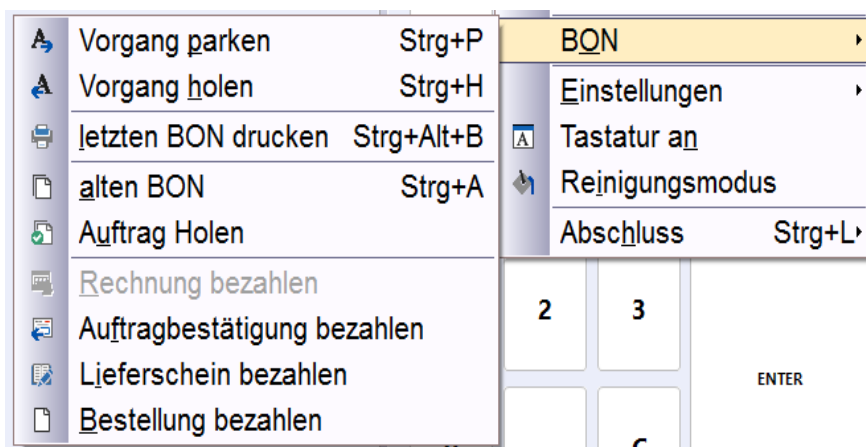 Vorgang parken Strg+P
Vorgang holen Strg+H
letzten BON drucken Strg+Alt+B
alten BON Strg+A
Auftrag Holen
Rechnung bezahlen
Auftragbestätigung bezahlen
Lieferschein bezahlen
Bestellung bezahlen
BON
Einstellungen
Tastatur an
Reinigungsmodus
Abschluss Strg+L
2 3
ENTER